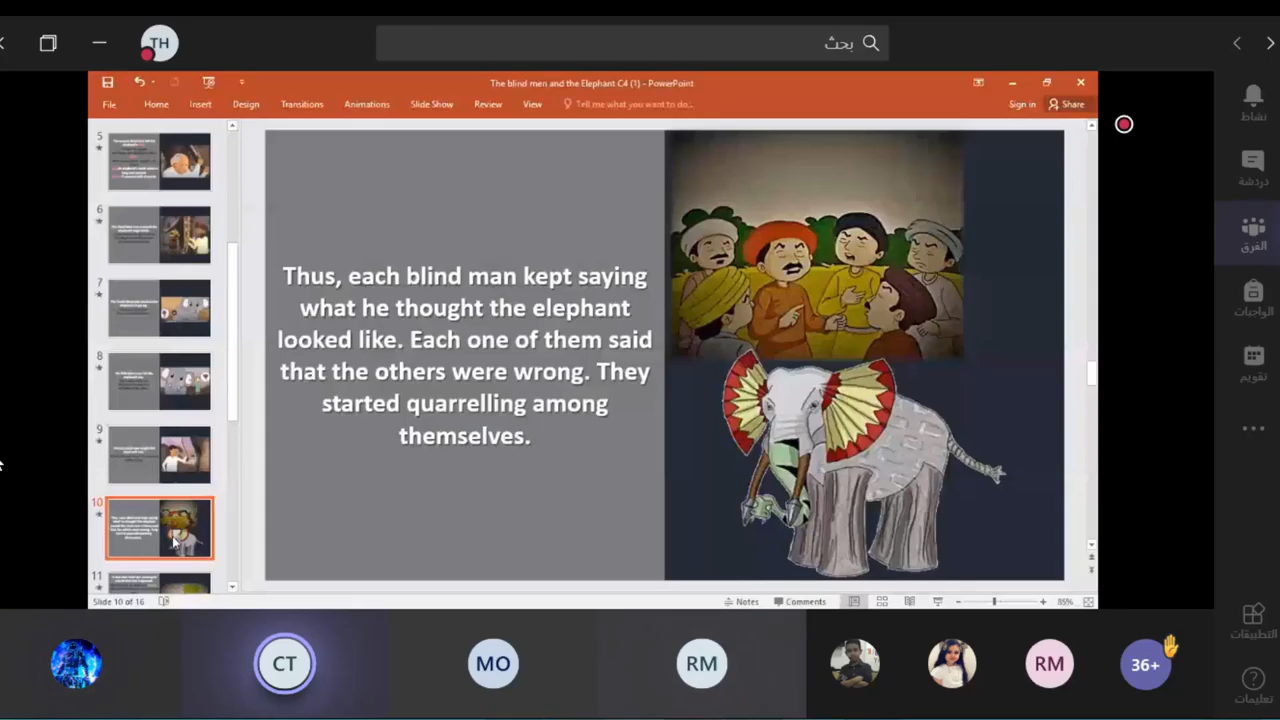 TH
بحث
The blind men and the Elephant C4 (1) - PowerPoint
File Home Insert Design Transitions Animations Slide Show Review View Tell me what you want to do... Sign in Share
5
6
7
8
9
10
11
Thus, each blind man kept saying
what he thought the elephant
looked like. Each one of them said
that the others were wrong. They
started quarrelling among
themselves.
Slide 10 of 16
Notes Comments 85%
نشاط
دردشة
الفرق
الواجبات
تقويم
التطبيقات
تعليمات
CT
MO
RM
RM
36+